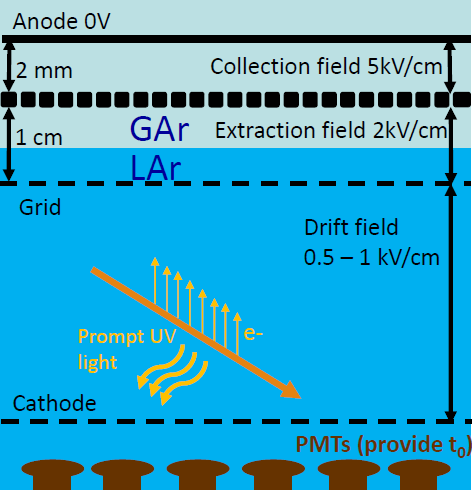 Anode 0V
2 mm
Collection field 5kV/cm
1 cm
GAr
Extraction field 2kV/cm
LAr
Grid
Drift field
0.5 – 1 kV/cm
Prompt UV
light
e-
Cathode
PMTs (provide t0)